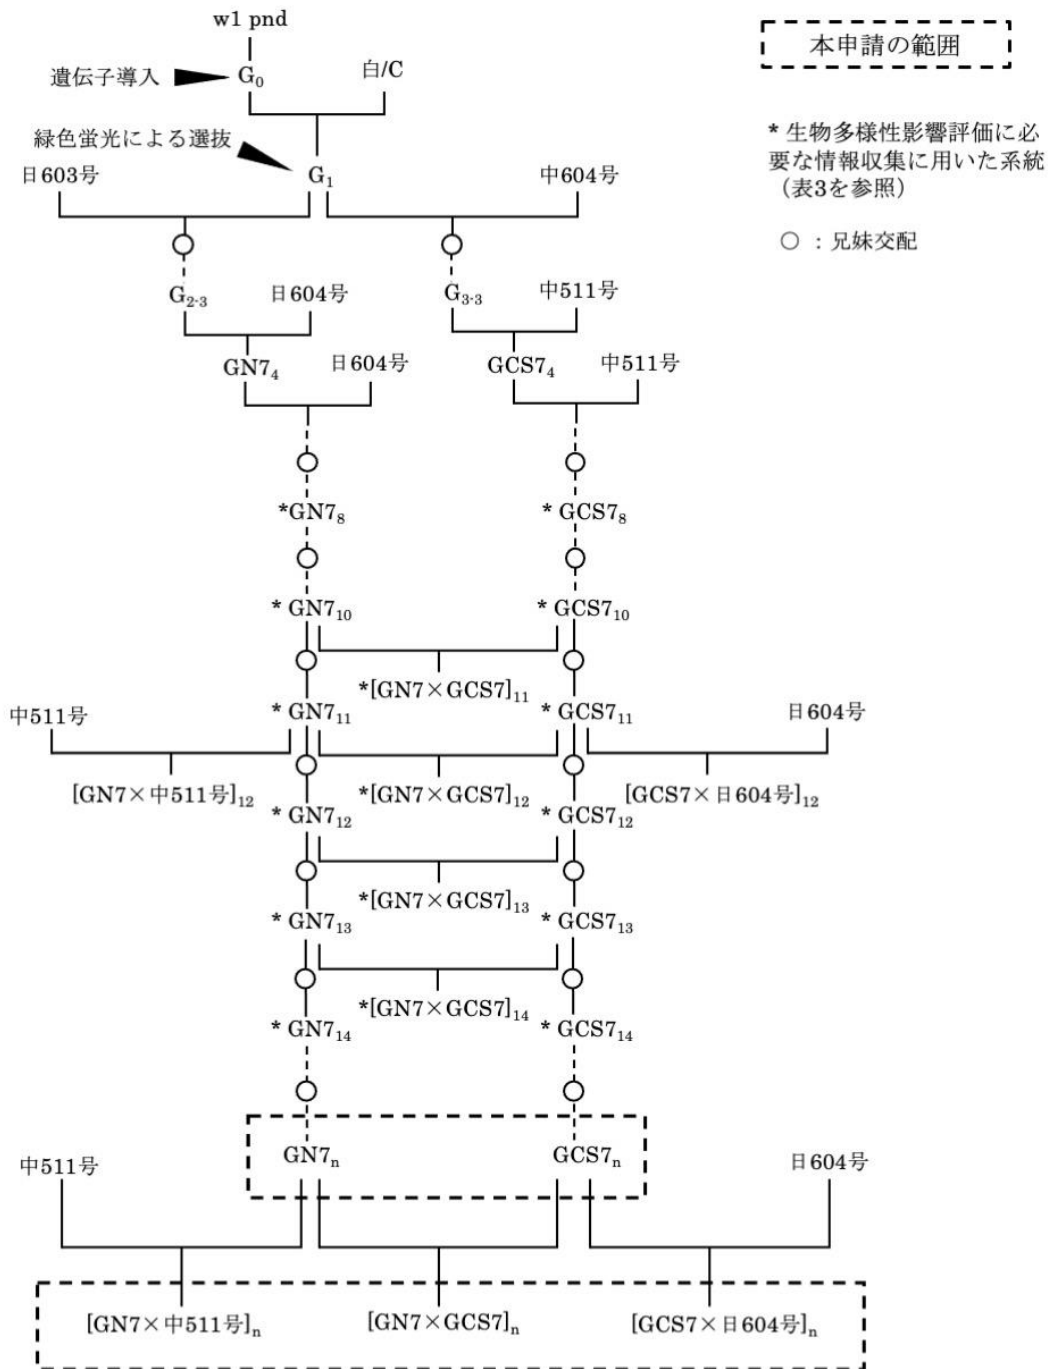 w1 pnd
本申請の範囲
遺伝子導入
G₀
白/C
緑色蛍光による選抜
* 生物多様性影響評価に必
要な情報収集に用いた系統
(表3を参照)
日603号
G₁
中604号
○ : 兄妹交配
G₂₋₃
日604号
G₃₋₃
中511号
GN7₄
日604号
GCS7₄
中511号
*GN7₈
* GCS7₈
* GN7₁₀
* GCS7₁₀
*[GN7×GCS7]₁₁
中511号
* GN7₁₁
* GCS7₁₁
日604号
[GN7×中511号]₁₂
*[GN7×GCS7]₁₂
[GCS7×日604号]₁₂
* GN7₁₂
* GCS7₁₂
*[GN7×GCS7]₁₃
* GN7₁₃
* GCS7₁₃
*[GN7×GCS7]₁₄
* GN7₁₄
* GCS7₁₄
中511号
GN7ₙ
GCS7ₙ
日604号
[GN7×中511号]ₙ
[GN7×GCS7]ₙ
[GCS7×日604号]ₙ